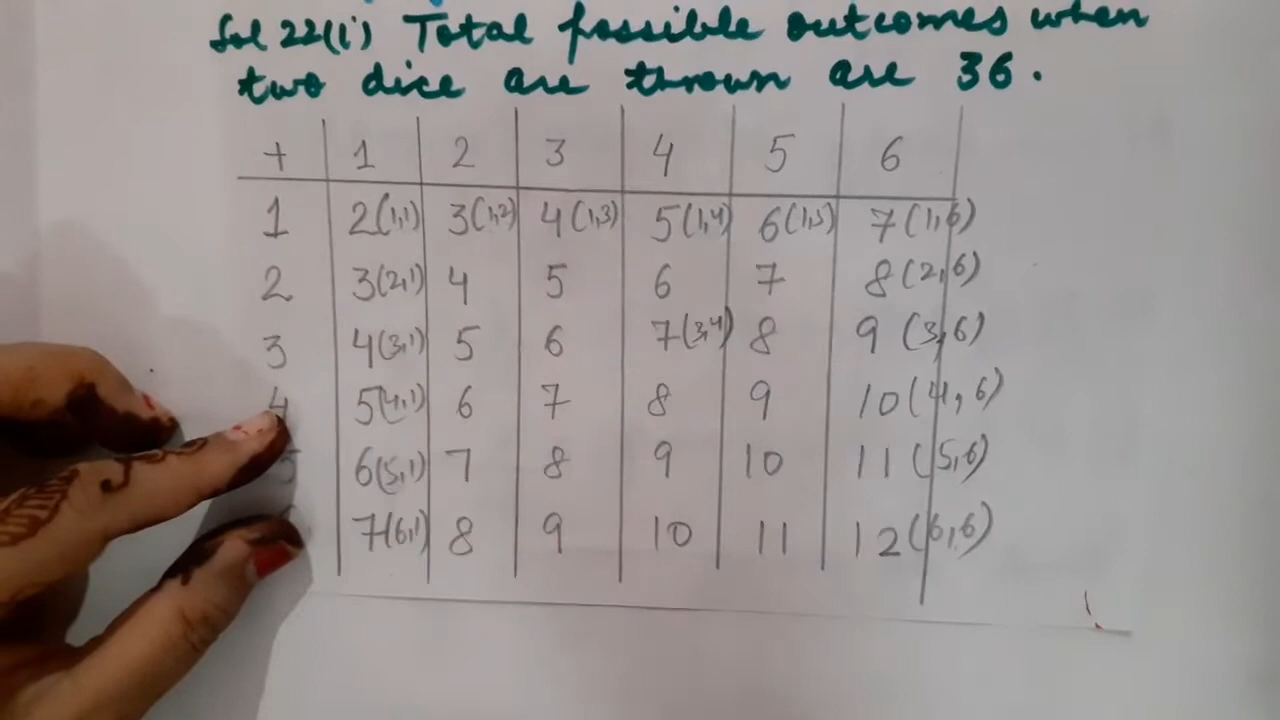 Sol 22(i) Total possible outcomes when
two dice are thrown are 36.
+ 1 2 3 4 5 6
1 2(1,1) 3(1,2) 4(1,3) 5(1,4) 6(1,5) 7(1,6)
2 3(2,1) 4 5 6 7 8(2,6)
3 4(3,1) 5 6 7(3,4) 8 9(3,6)
4 5(4,1) 6 7 8 9 10(4,6)
5 6(5,1) 7 8 9 10 11(5,6)
7(6,1) 8 9 10 11 12(6,6)